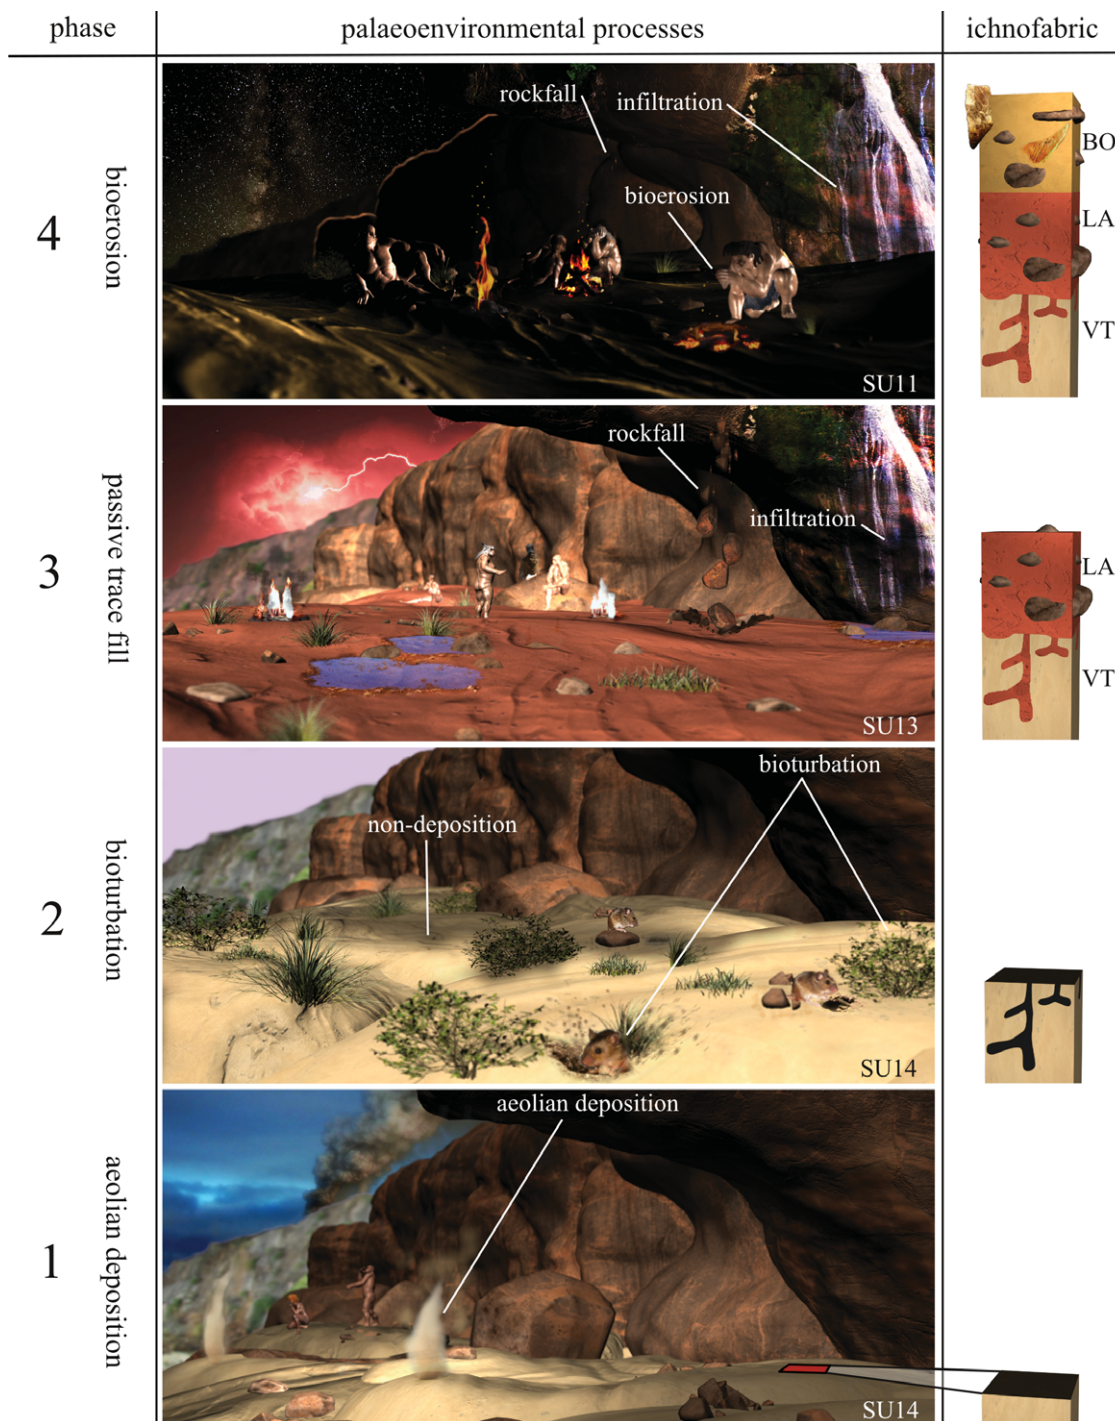 phase
palaeoenvironmental processes
ichnofabric
4
bioerosion
rockfall
infiltration
bioerosion
SU11
BO
LA
VT
3
passive trace fill
rockfall
infiltration
SU13
LA
VT
2
bioturbation
bioturbation
non-deposition
SU14
1
aeolian deposition
aeolian deposition
SU14